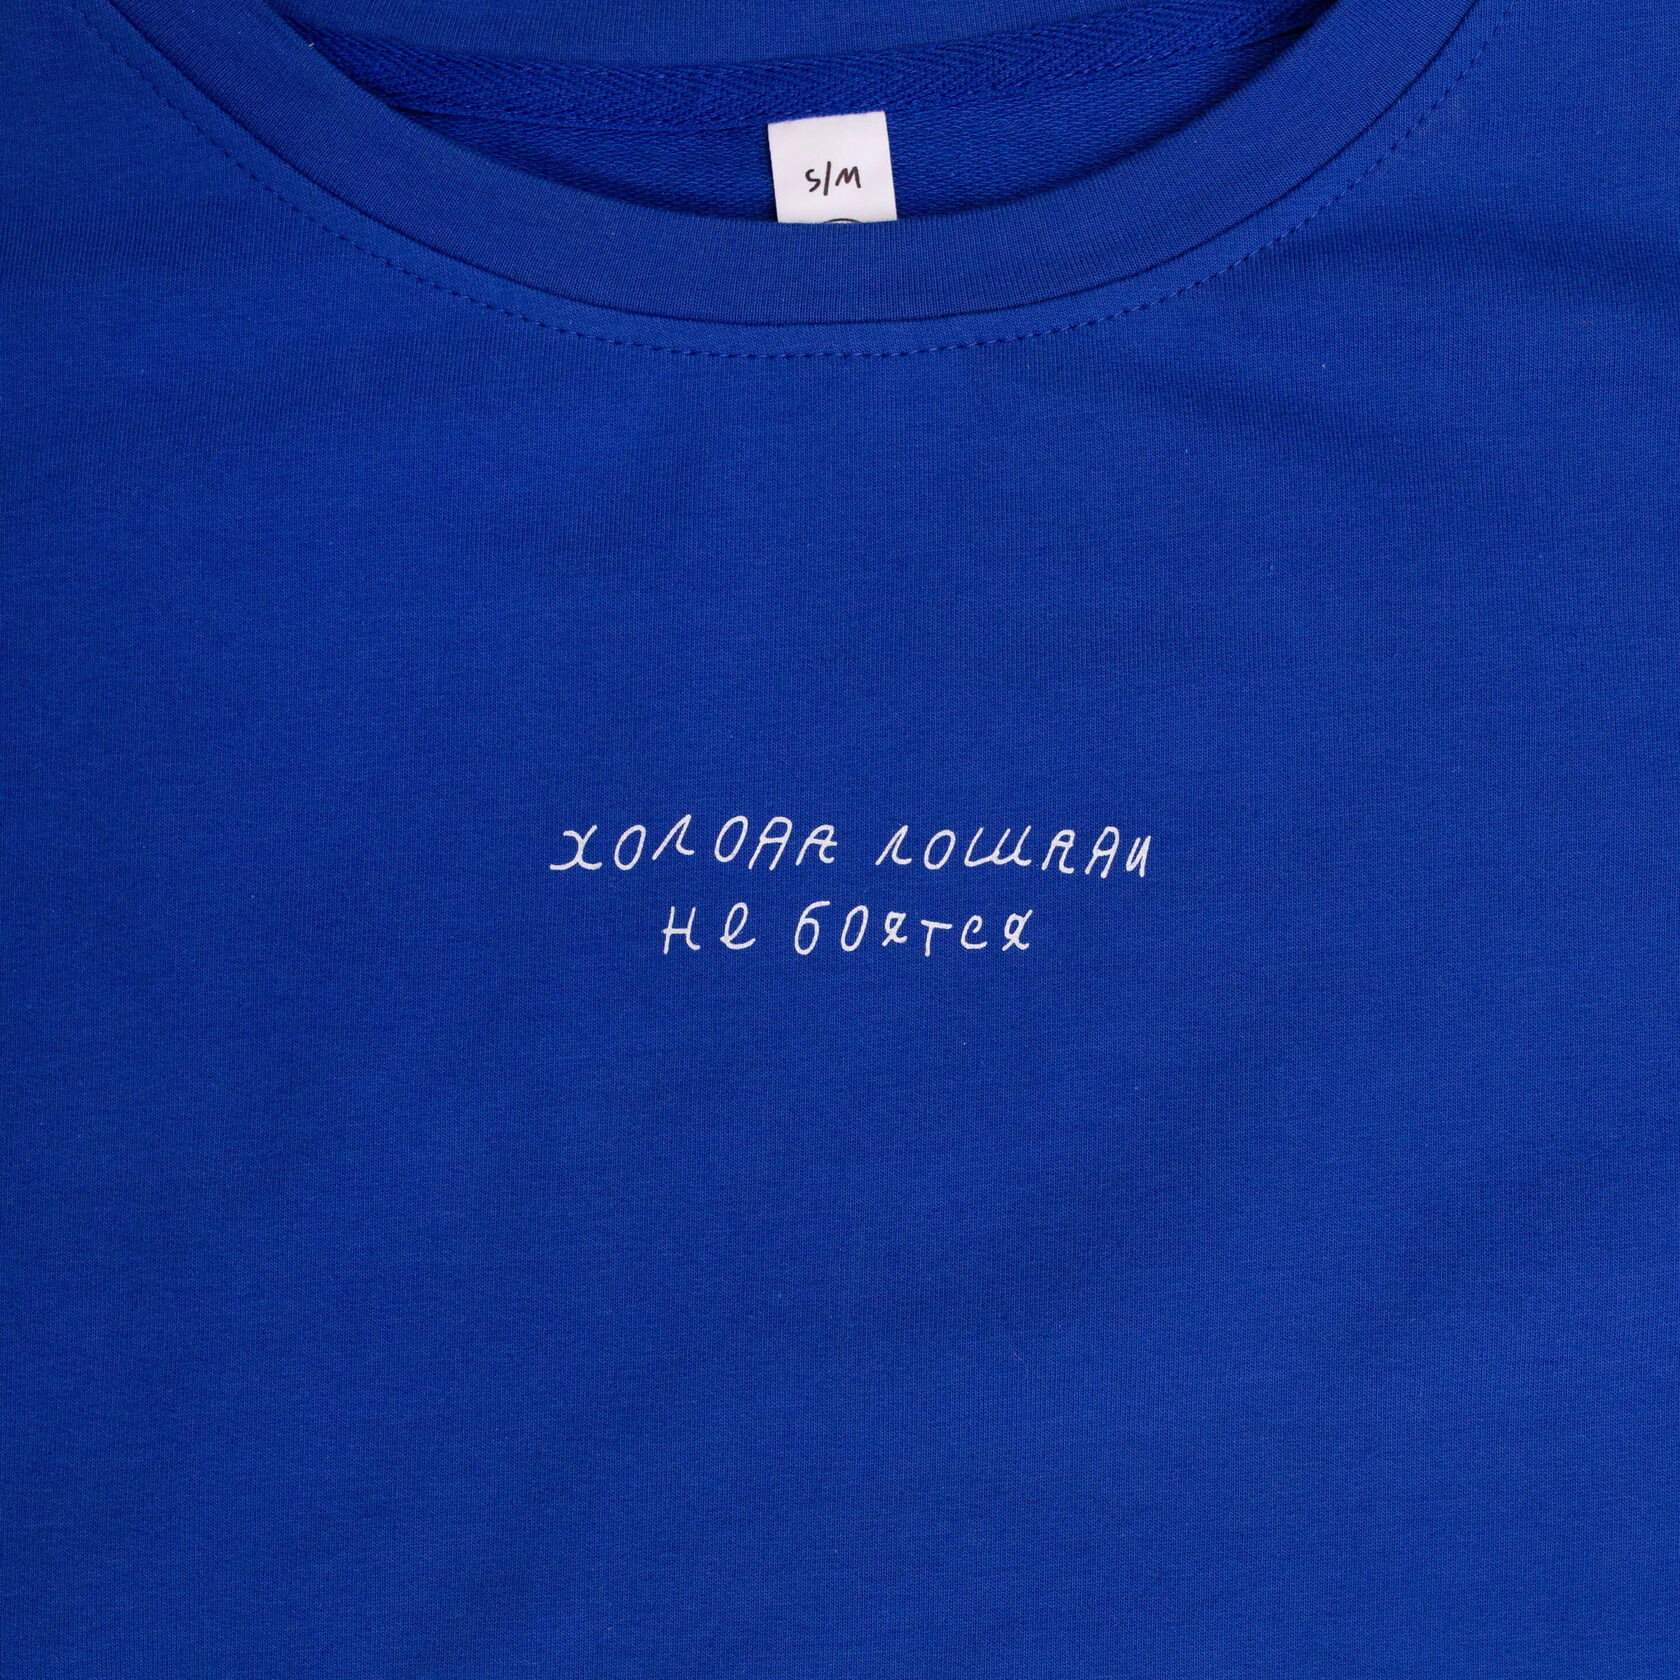 S/M
холода лошади
не боятся